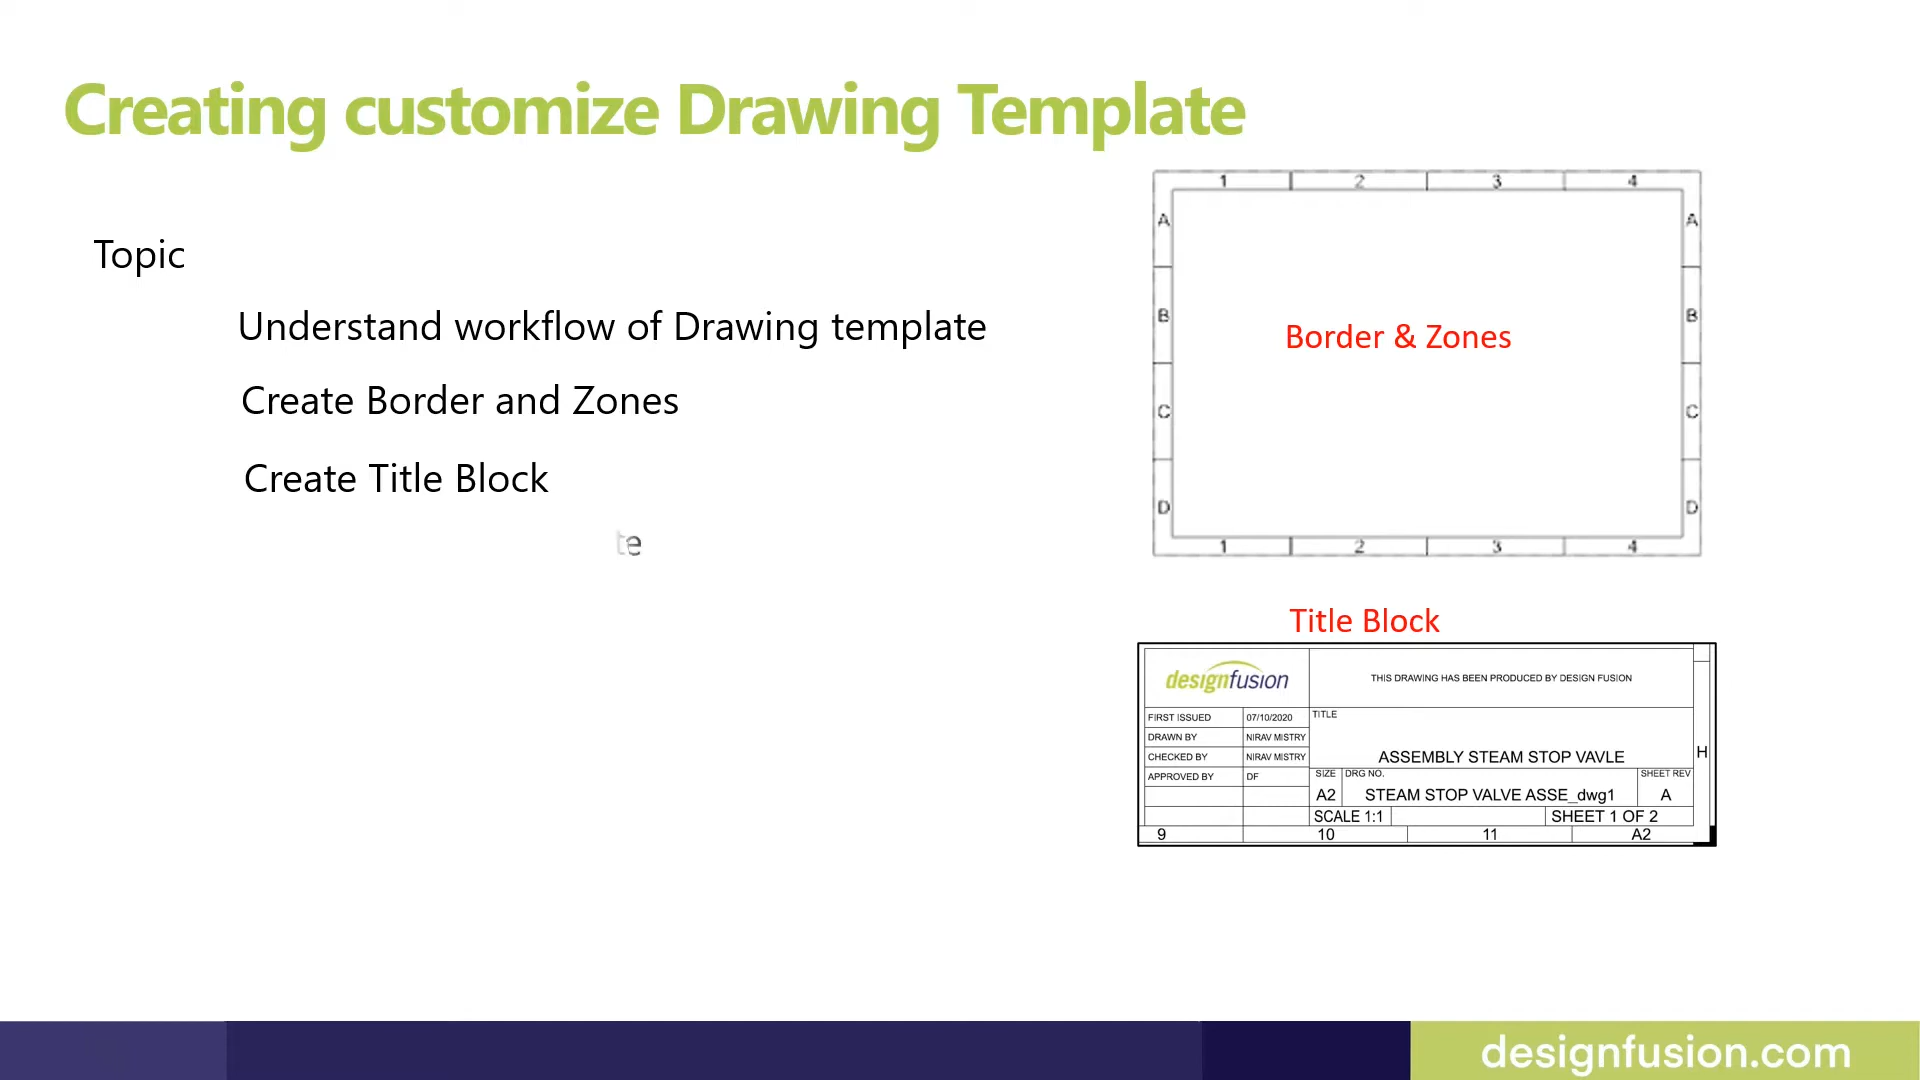 Creating customize Drawing Template
Topic
Understand workflow of Drawing template
Create Border and Zones
Create Title Block
te
1 2 3 4
A A
B B
Border & Zones
C C
D D
1 2 3 4
Title Block
designfusion
THIS DRAWING HAS BEEN PRODUCED BY DESIGN FUSION
FIRST ISSUED 07/10/2020
TITLE
DRAWN BY NIRAV MISTRY
CHECKED BY NIRAV MISTRY
ASSEMBLY STEAM STOP VAVLE
H
APPROVED BY DF
SIZE DRG NO. SHEET REV
A2 STEAM STOP VALVE ASSE_dwg1 A
SCALE 1:1 SHEET 1 OF 2
9 10 11 A2
designfusion.com